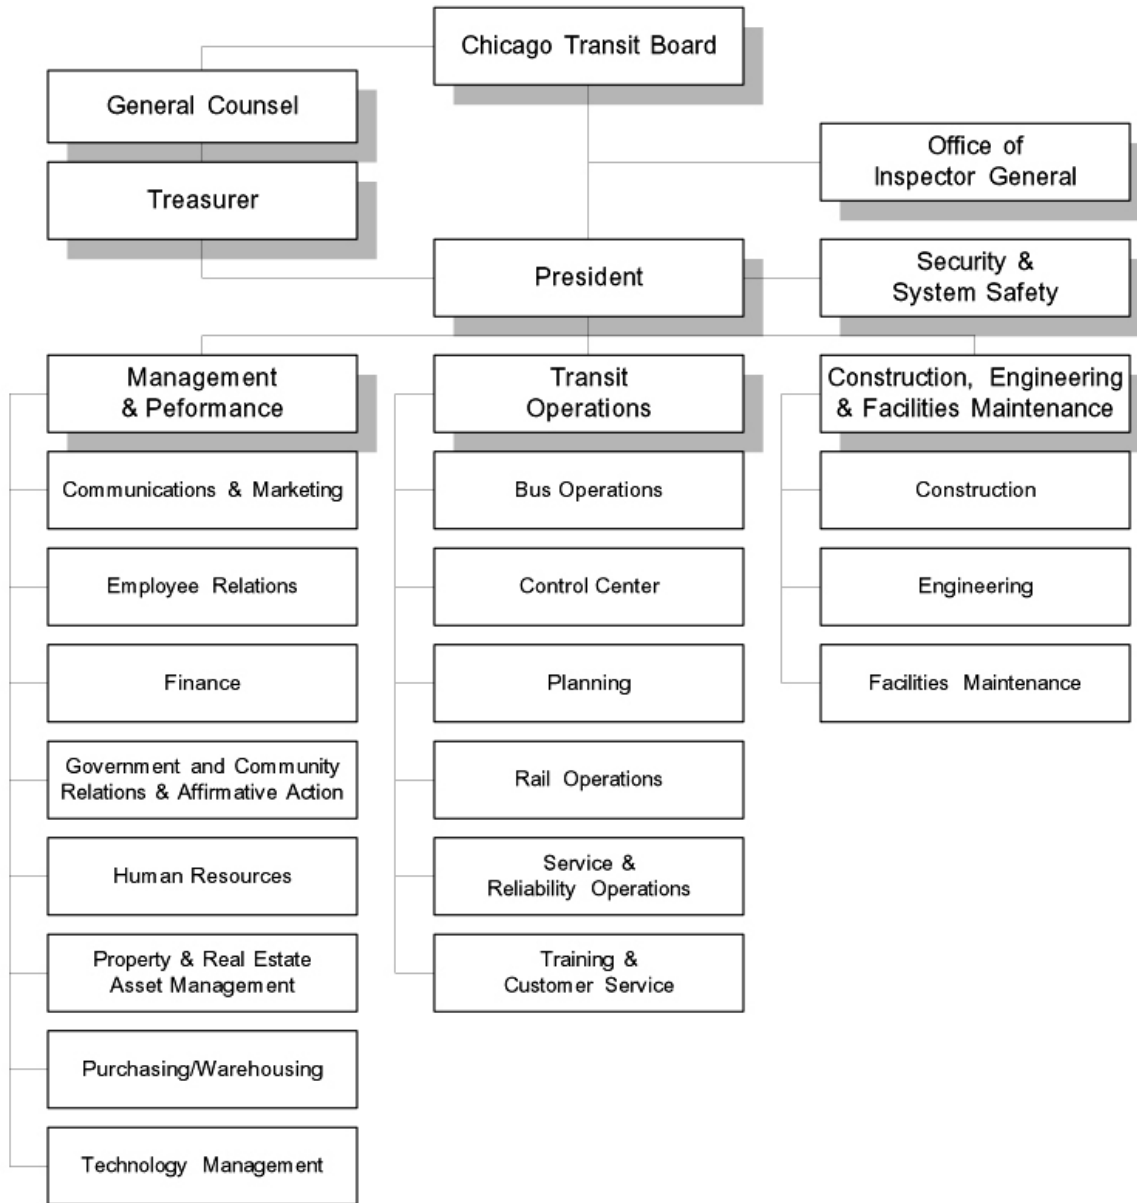 Chicago Transit Board
General Counsel
Office of
Inspector General
Treasurer
President
Security &
System Safety
Management
& Peformance
Communications & Marketing
Employee Relations
Finance
Government and Community
Relations & Affirmative Action
Human Resources
Property & Real Estate
Asset Management
Purchasing/Warehousing
Technology Management
Transit
Operations
Bus Operations
Control Center
Planning
Rail Operations
Service &
Reliability Operations
Training &
Customer Service
Construction, Engineering
& Facilities Maintenance
Construction
Engineering
Facilities Maintenance